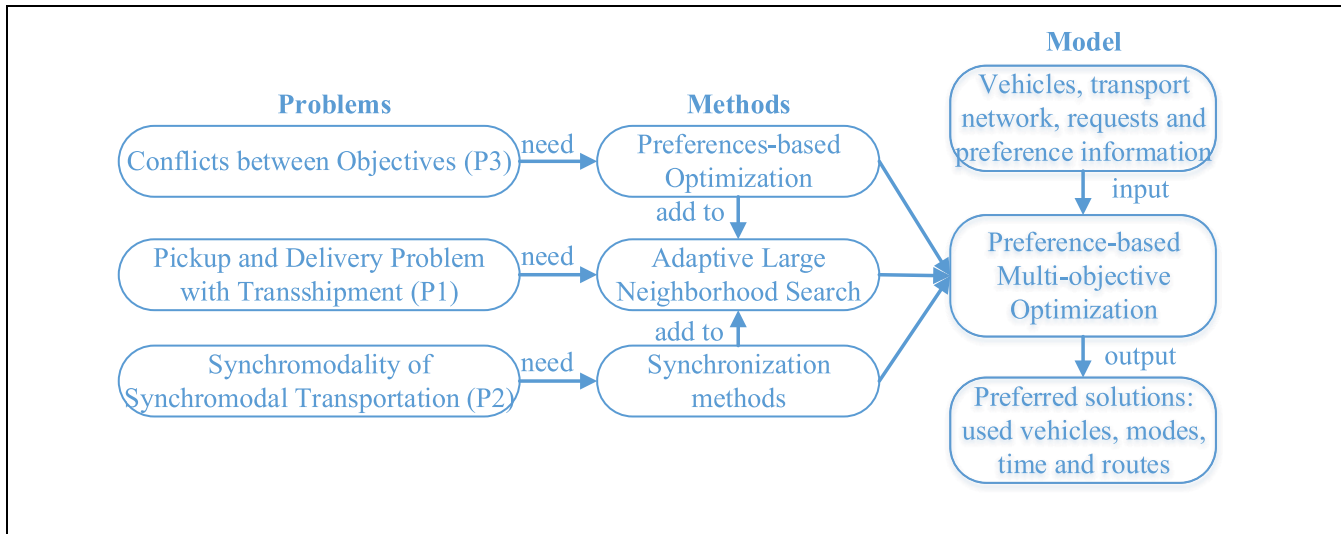 Problems
Conflicts between Objectives (P3)
Pickup and Delivery Problem
with Transshipment (P1)
Synchromodality of
Synchromodal Transportation (P2)
need
need
need
Methods
Preferences-based
Optimization
add to
Adaptive Large
Neighborhood Search
add to
Synchronization
methods
Model
Vehicles, transport
network, requests and
preference information
input
Preference-based
Multi-objective
Optimization
output
Preferred solutions:
used vehicles, modes,
time and routes